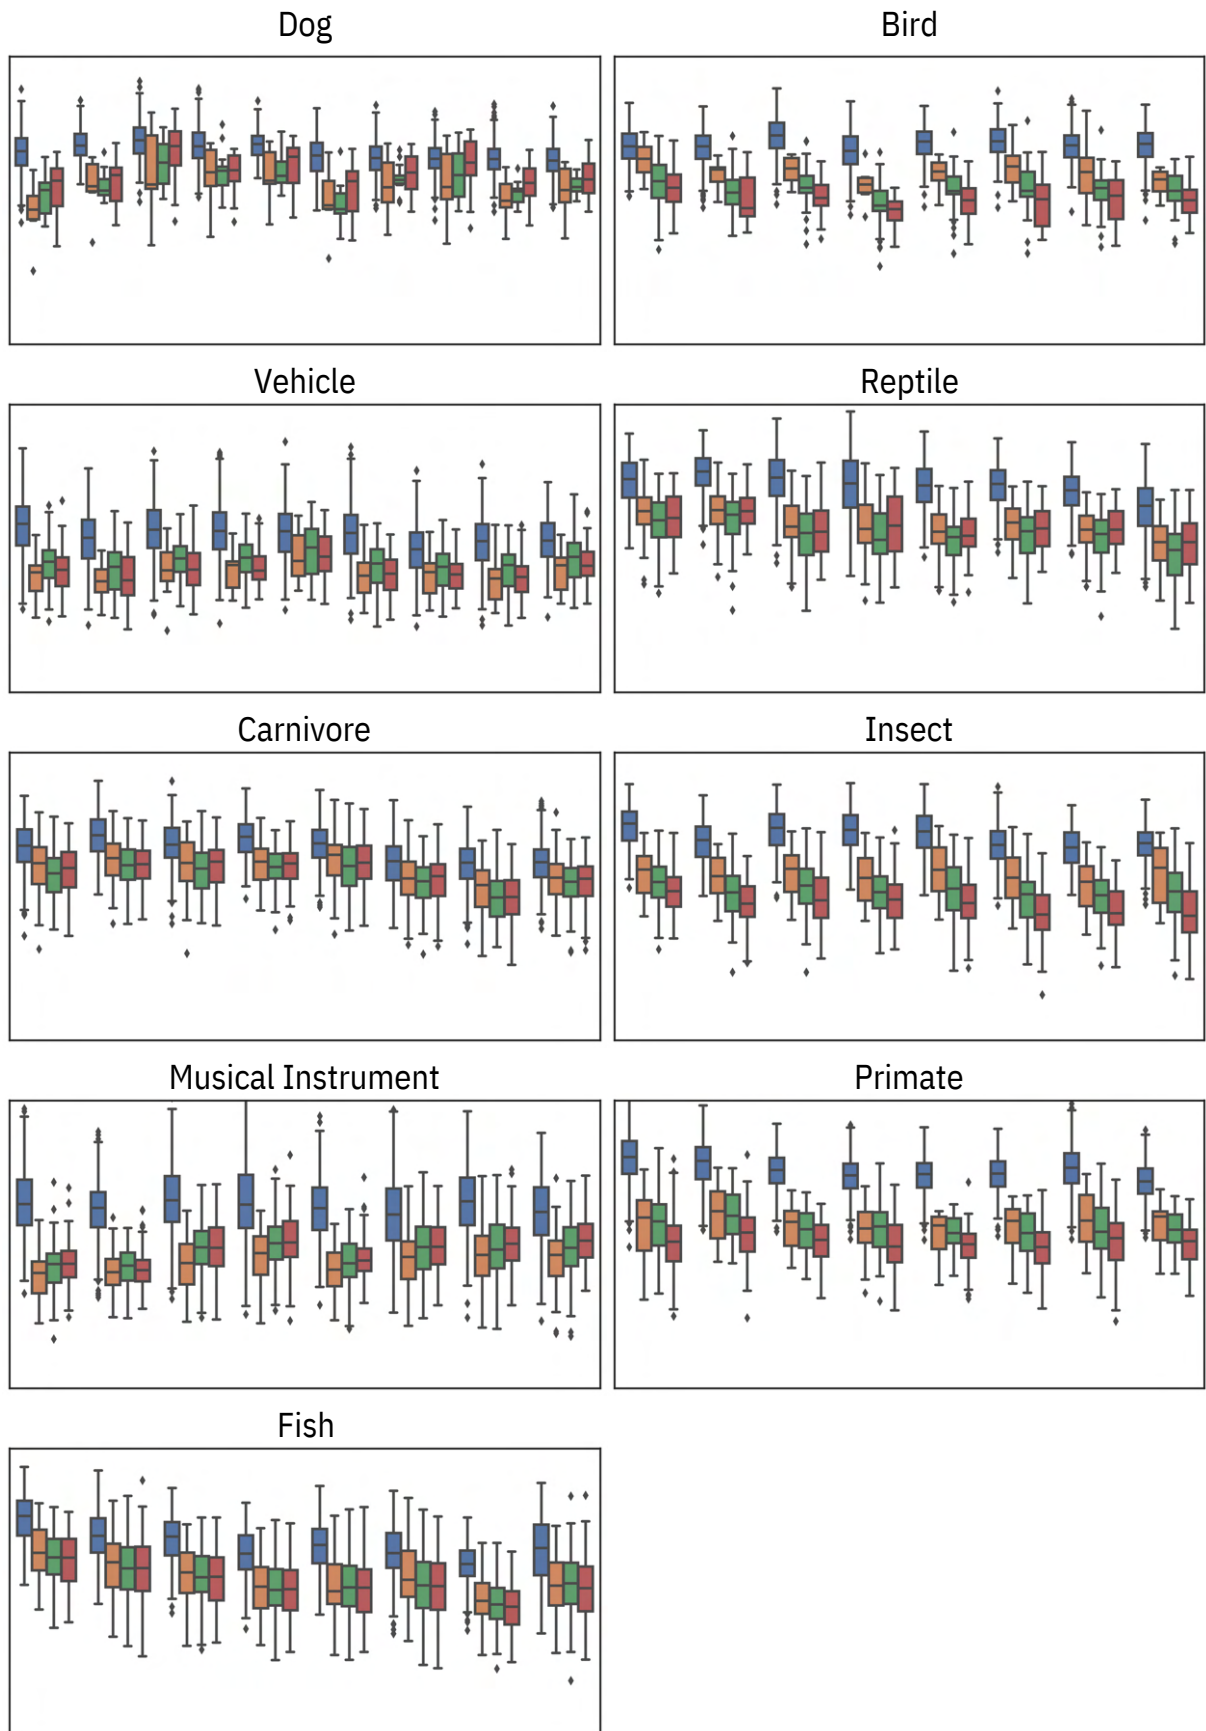 Dog
Bird
Vehicle
Reptile
Carnivore
Insect
Musical Instrument
Primate
Fish